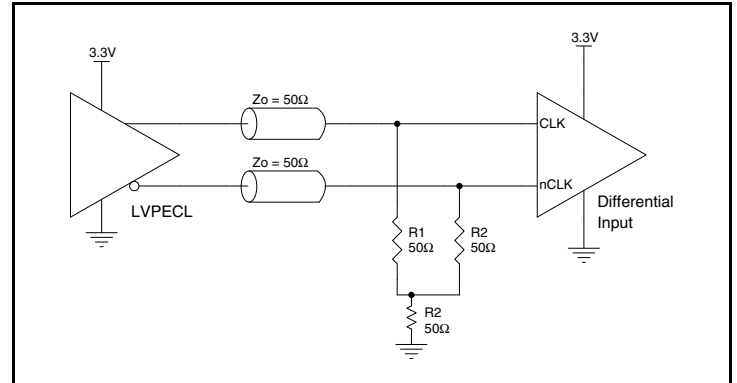 3.3V
3.3V
Zo = 50Ω
CLK
Zo = 50Ω
nCLK
LVPECL
Differential
Input
R1
50Ω
R2
50Ω
R2
50Ω